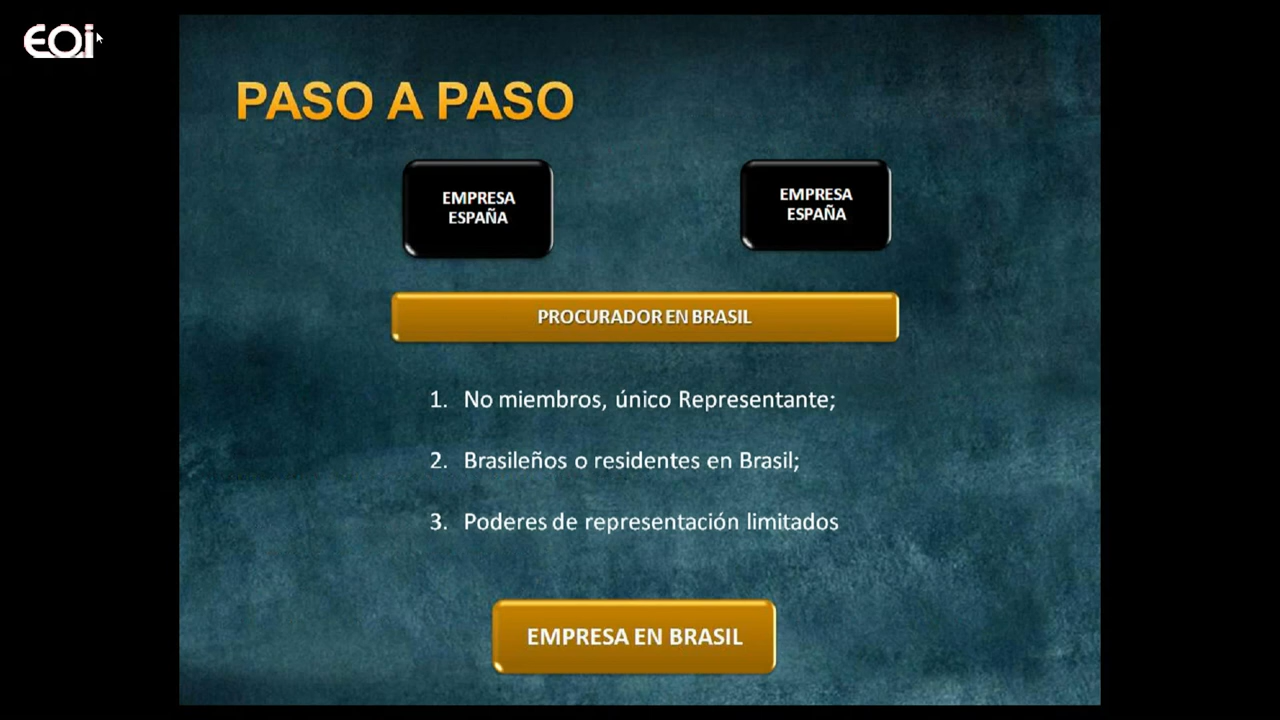 EOi
PASO A PASO
EMPRESA
ESPAÑA
EMPRESA
ESPAÑA
PROCURADOR EN BRASIL
1. No miembros, único Representante;
2. Brasileños o residentes en Brasil;
3. Poderes de representación limitados
EMPRESA EN BRASIL